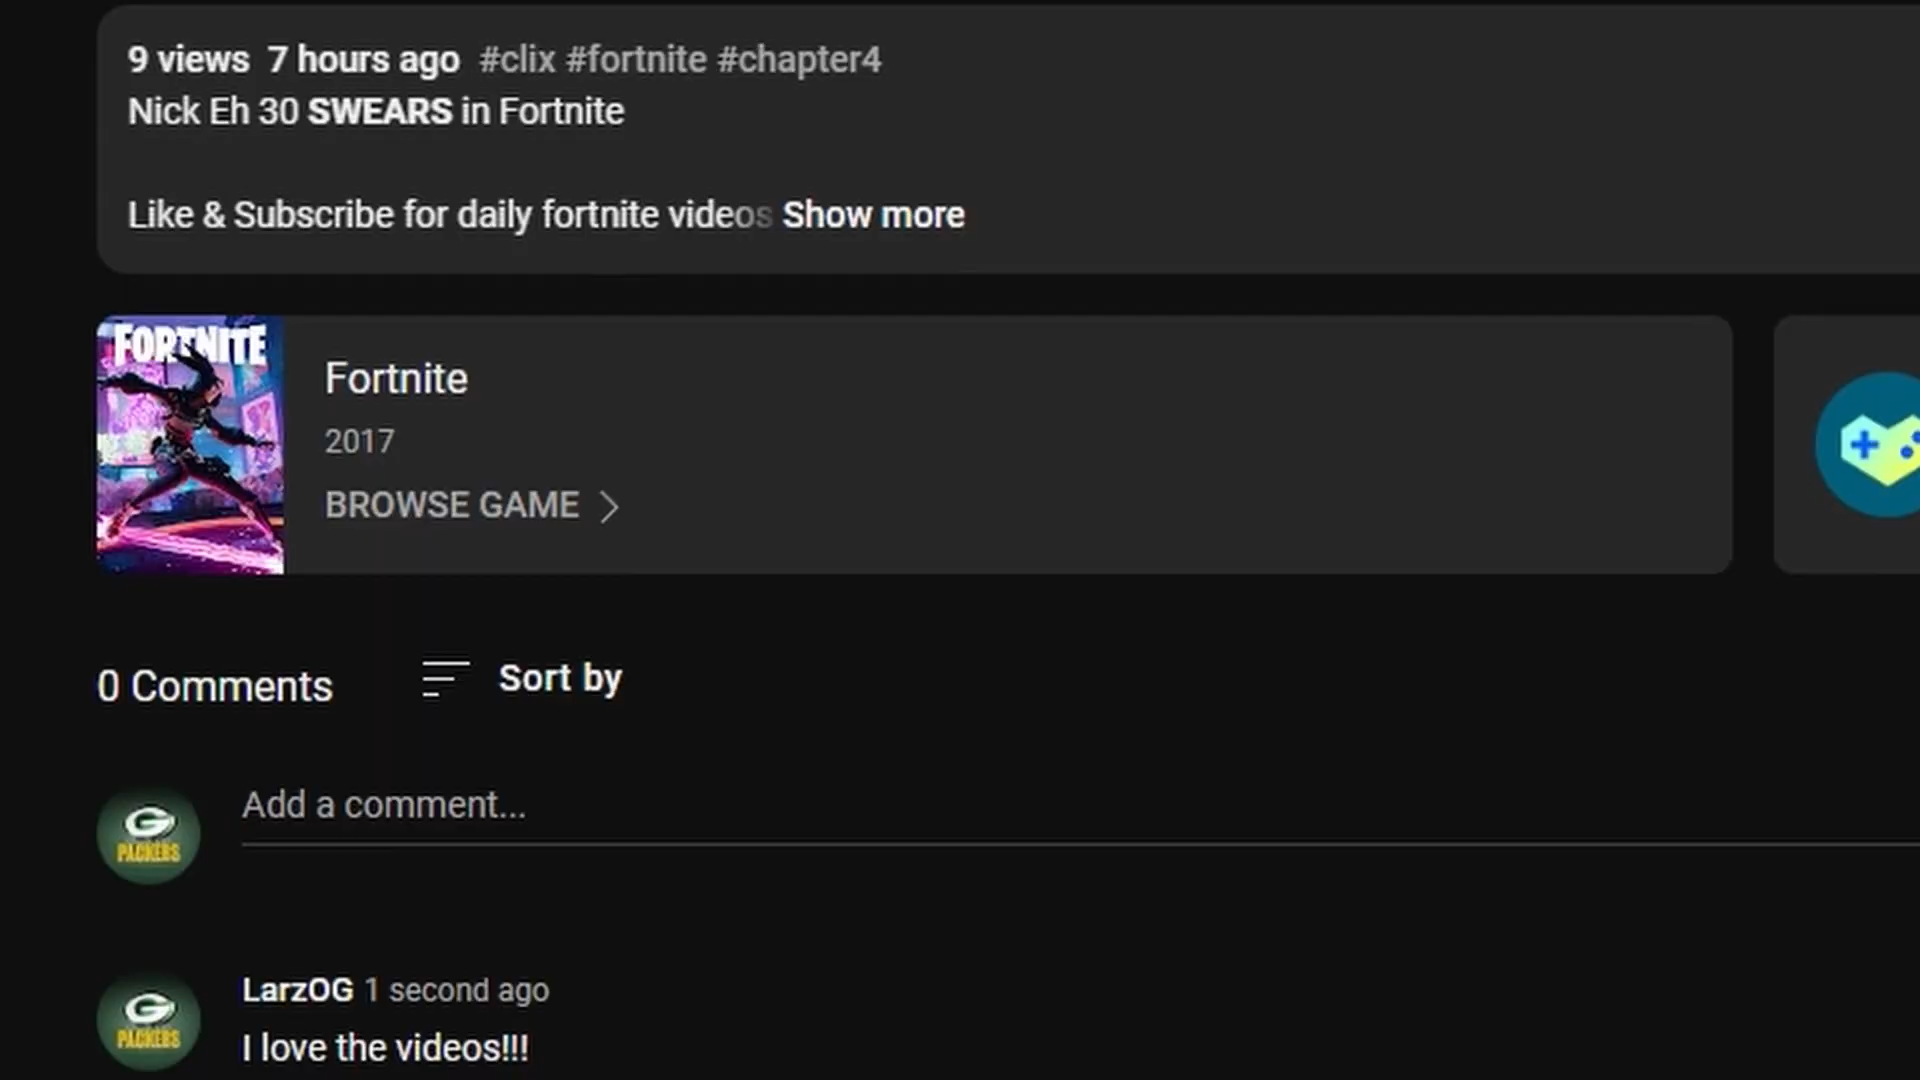 9 views 7 hours ago #clix #fortnite #chapter4
Nick Eh 30 SWEARS in Fortnite
Like & Subscribe for daily fortnite videos Show more
FORTNITE
Fortnite
2017
BROWSE GAME
0 Comments
Sort by
Add a comment...
G
PACKERS
LarzOG 1 second ago
I love the videos!!!
G
PACKERS